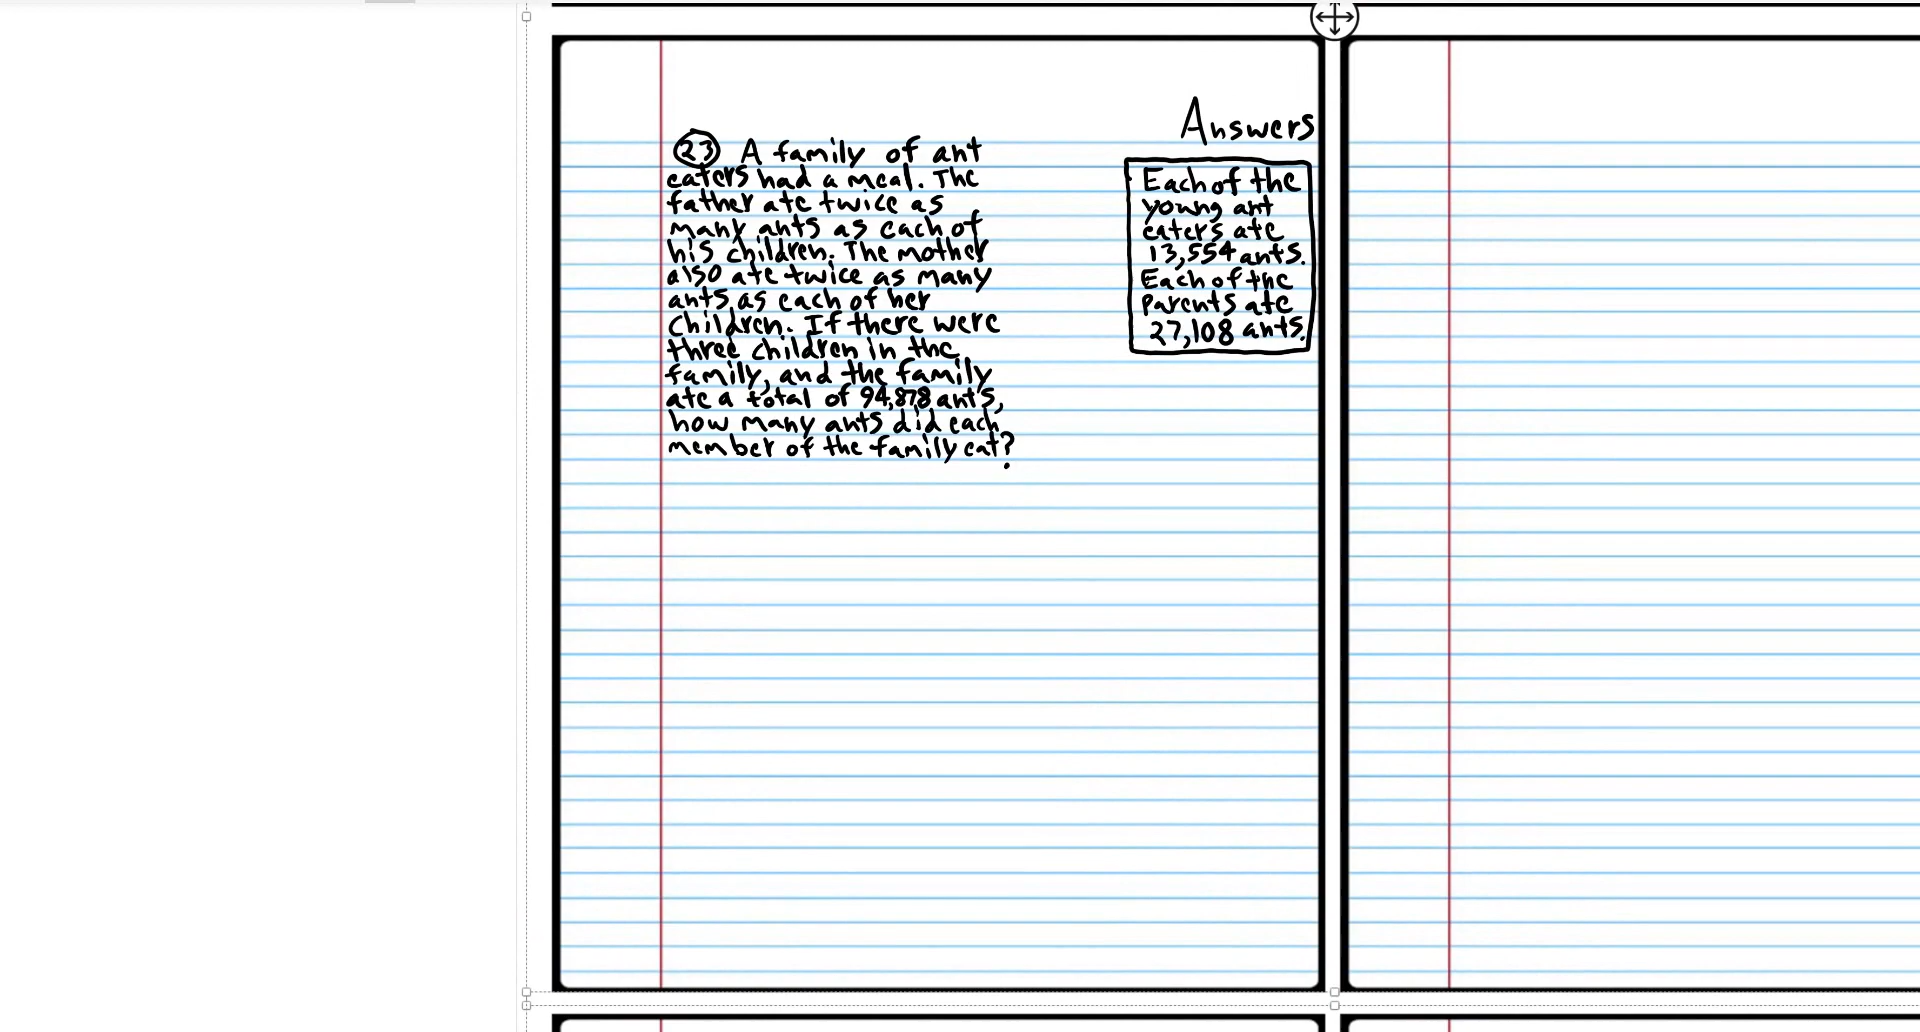 23 A family of ant
eaters had a meal. The
father ate twice as
many ants as each of
his children. The mother
also ate twice as many
ants as each of her
children. If there were
three children in the
family, and the family
ate a total of 94,878 ants,
how many ants did each
member of the family eat?
Answers
Each of the
young ant
eaters ate
13,554 ants.
Each of the
parents ate
27,108 ants.